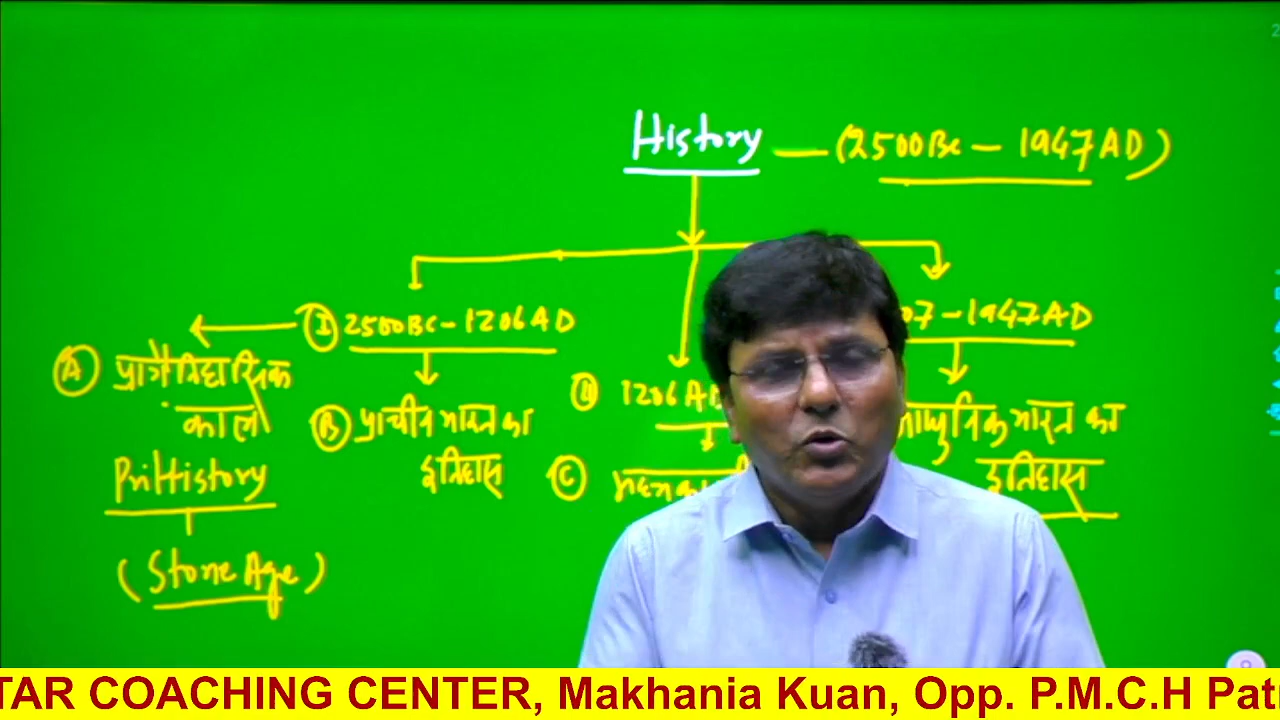 History — (2500BC – 1947AD)
I 2500BC – 1206AD
07 – 1947AD
A प्रागैतिहासिक
काल
PriHistory
(Stone Age)
B प्राचीन भारत का
इतिहास
1206 AD
C
आधुनिक भारत का
इतिहास
TAR COACHING CENTER, Makhania Kuan, Opp. P.M.C.H Pat